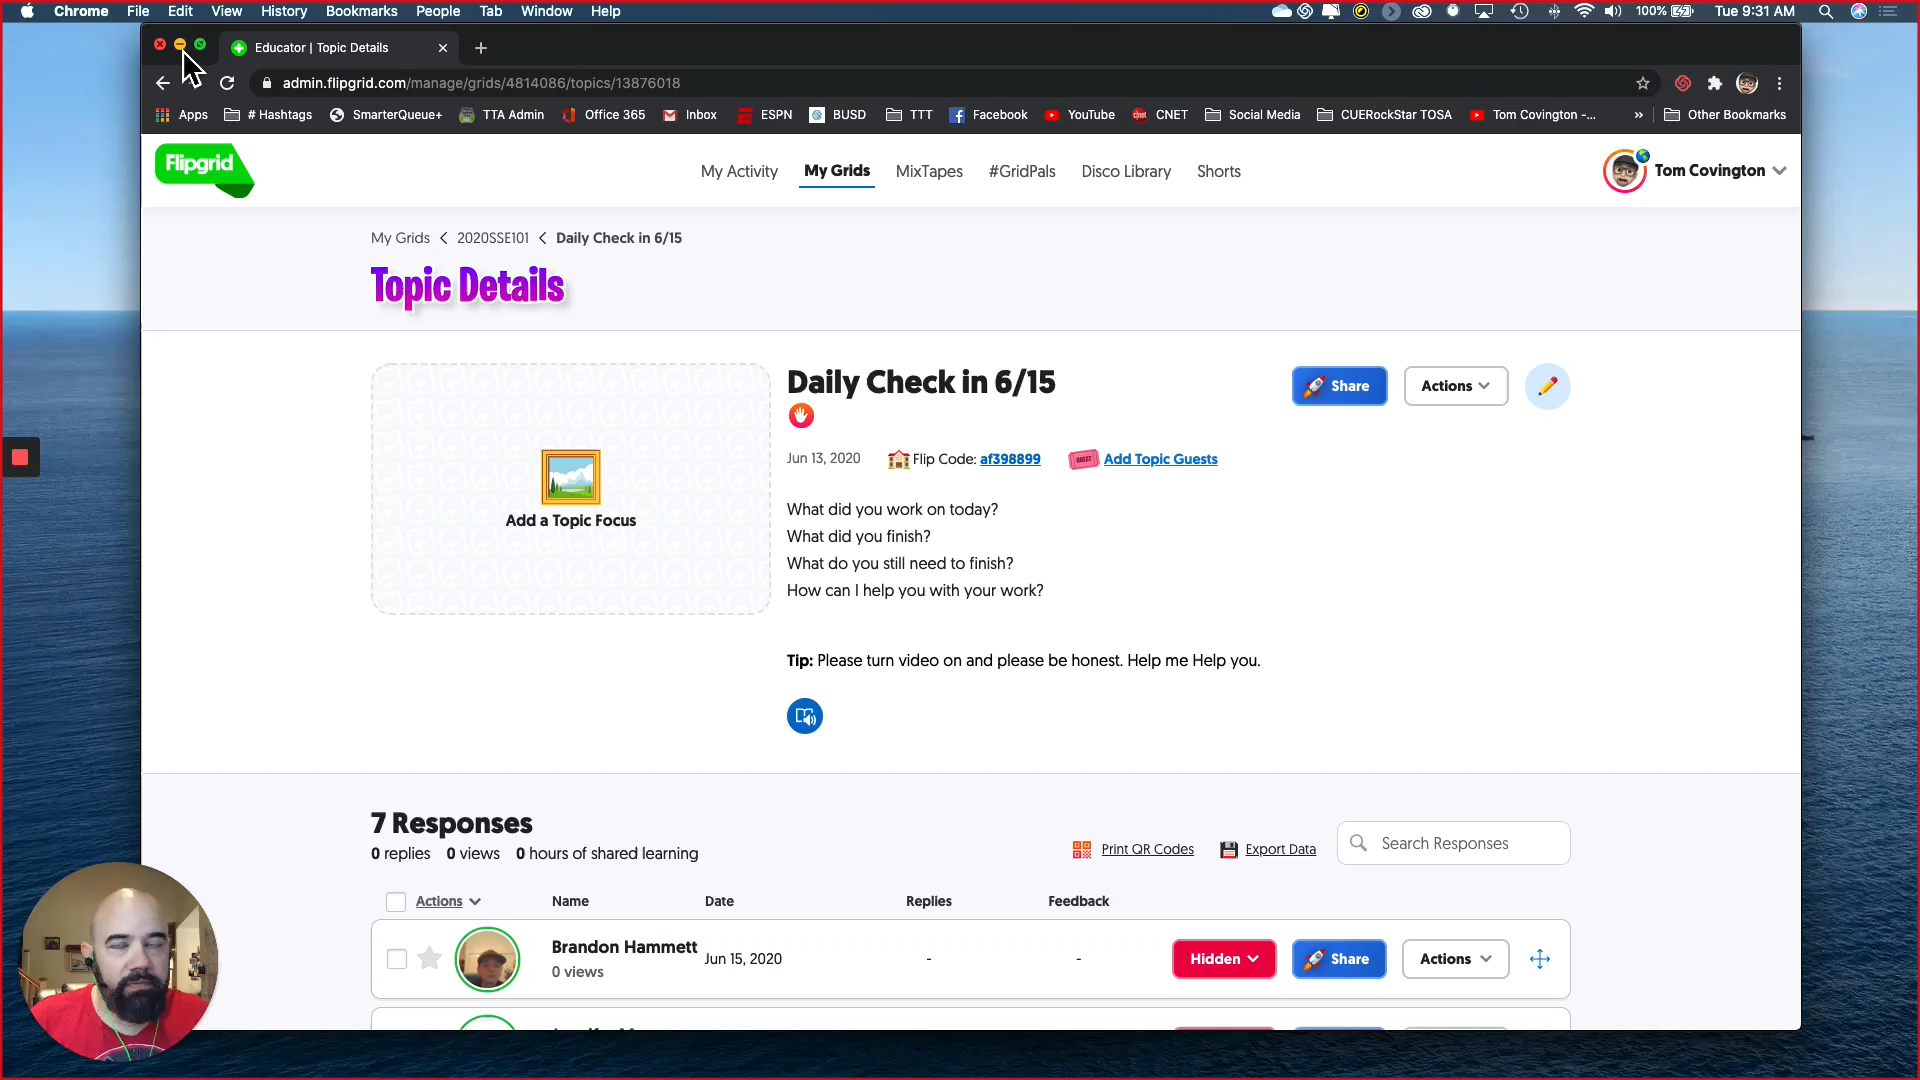 Chrome File Edit View History Bookmarks People Tab Window Help 100% Tue 9:31 AM
Educator | Topic Details
admin.flipgrid.com/manage/grids/4814086/topics/13876018
Apps # Hashtags SmarterQueue+ TTA Admin Office 365 Inbox ESPN BUSD TTT Facebook YouTube CNET Social Media CUERockStar TOSA Tom Covington -... » Other Bookmarks
Flipgrid My Activity My Grids MixTapes #GridPals Disco Library Shorts Tom Covington
My Grids 2020SSE101 Daily Check in 6/15
Topic Details
Daily Check in 6/15 Share Actions
Jun 13, 2020 Flip Code: af398899 GUEST Add Topic Guests
Add a Topic Focus
What did you work on today?
What did you finish?
What do you still need to finish?
How can I help you with your work?
Tip: Please turn video on and please be honest. Help me Help you.
7 Responses
0 replies 0 views 0 hours of shared learning
Print QR Codes Export Data Search Responses
Actions Name Date Replies Feedback
Brandon Hammett Jun 15, 2020 - - Hidden Share Actions
0 views